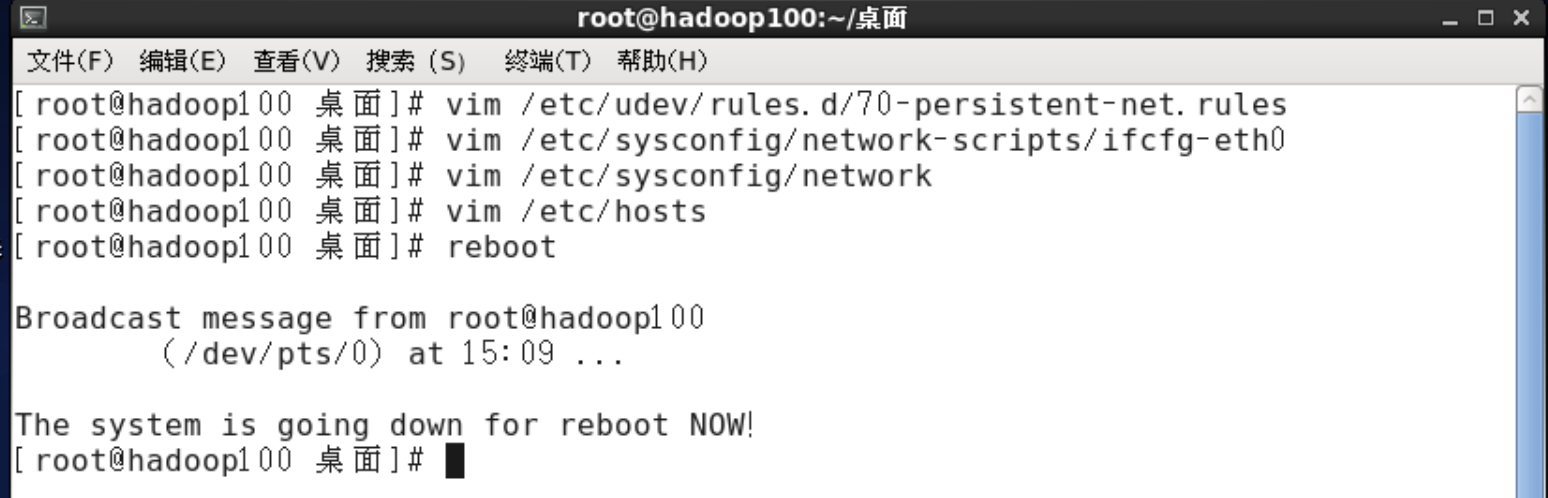 root@hadoop100:~/桌面
文件(F) 编辑(E) 查看(V) 搜索 (S) 终端(T) 帮助(H)
[root@hadoop100 桌面]# vim /etc/udev/rules.d/70-persistent-net.rules
[root@hadoop100 桌面]# vim /etc/sysconfig/network-scripts/ifcfg-eth0
[root@hadoop100 桌面]# vim /etc/sysconfig/network
[root@hadoop100 桌面]# vim /etc/hosts
[root@hadoop100 桌面]# reboot
Broadcast message from root@hadoop100
(/dev/pts/0) at 15:09 ...
The system is going down for reboot NOW!
[root@hadoop100 桌面]#